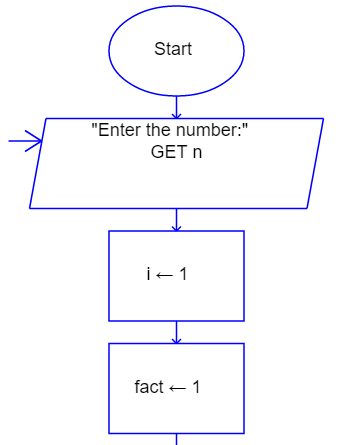 Start
"Enter the number:"
GET n
i ← 1
fact ← 1